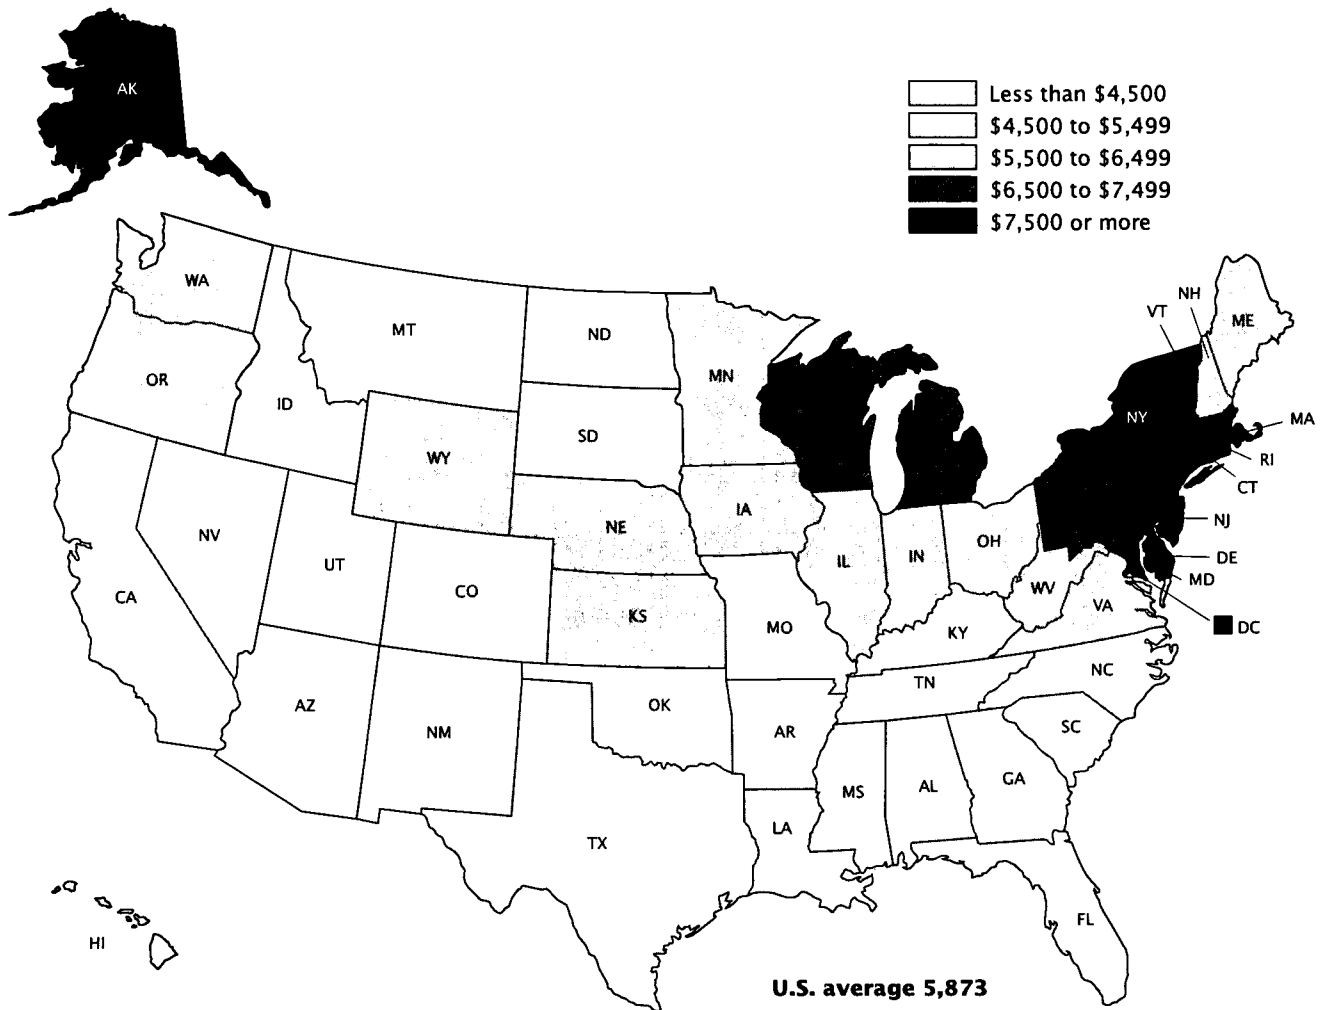 AK
Less than $4,500
$4,500 to $5,499
$5,500 to $6,499
$6,500 to $7,499
$7,500 or more
WA
MT
ND
MN
OR
ID
SD
WY
NH
VT
ME
NY
MA
RI
CT
NJ
DE
MD
DC
IA
NE
NV
UT
CO
CA
KS
IL
IN
OH
WV
VA
MO
KY
NC
TN
AZ
NM
OK
AR
SC
MS
AL
GA
TX
LA
FL
HI
U.S. average 5,873